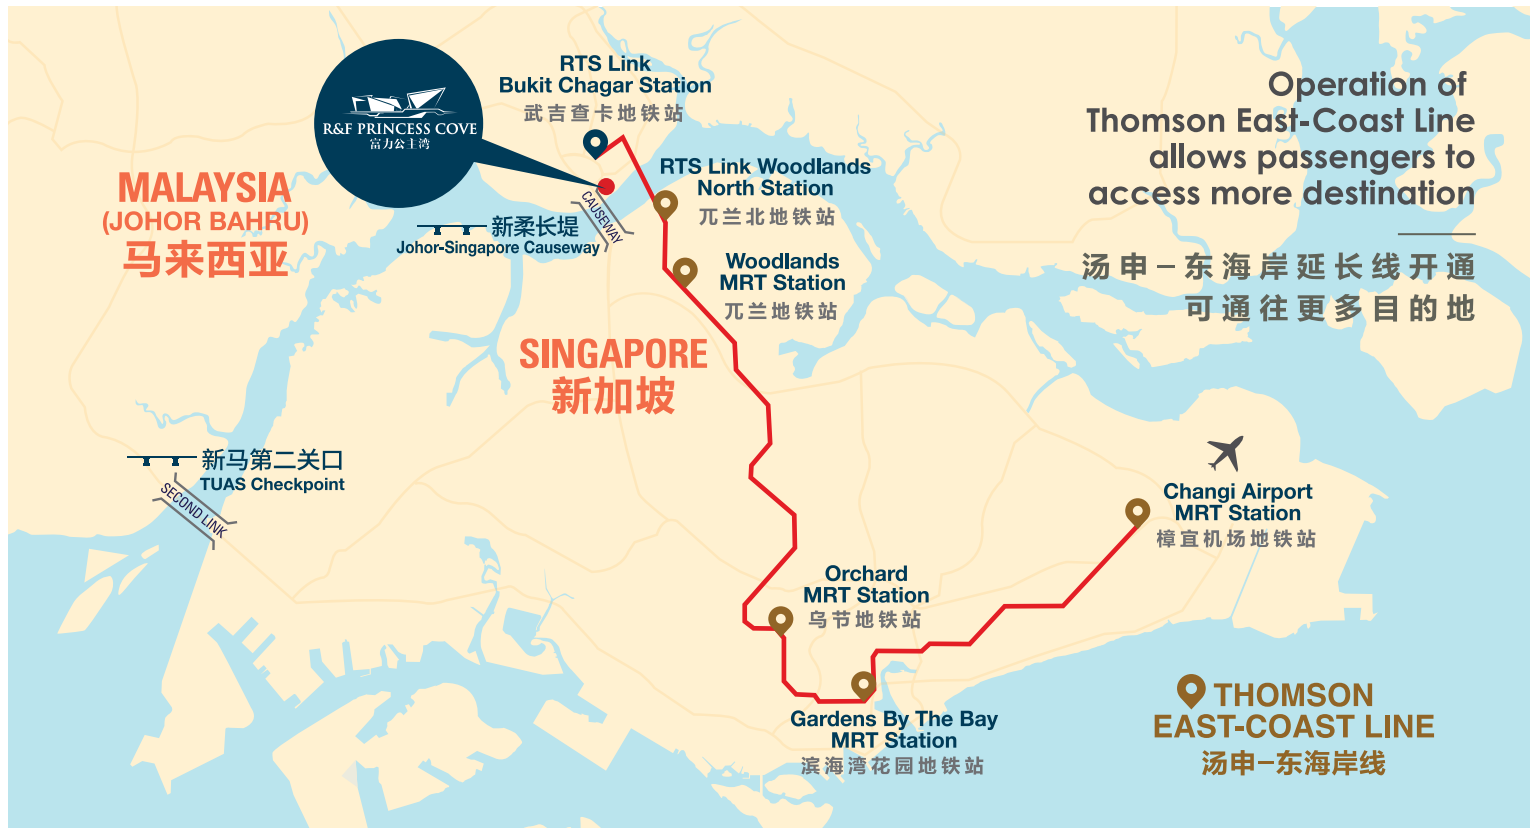 R&F PRINCESS COVE
富力公主湾
RTS Link
Bukit Chagar Station
武吉查卡地铁站
Operation of
Thomson East-Coast Line
allows passengers to
access more destination
汤申-东海岸延长线开通
可通往更多目的地
MALAYSIA
(JOHOR BAHRU)
马来西亚
RTS Link Woodlands
North Station
兀兰北地铁站
CAUSEWAY
新柔长堤
Johor-Singapore Causeway
Woodlands
MRT Station
兀兰地铁站
SINGAPORE
新加坡
新马第二关口
TUAS Checkpoint
SECOND LINK
Changi Airport
MRT Station
樟宜机场地铁站
Orchard
MRT Station
乌节地铁站
Gardens By The Bay
MRT Station
滨海湾花园地铁站
THOMSON
EAST-COAST LINE
汤申-东海岸线